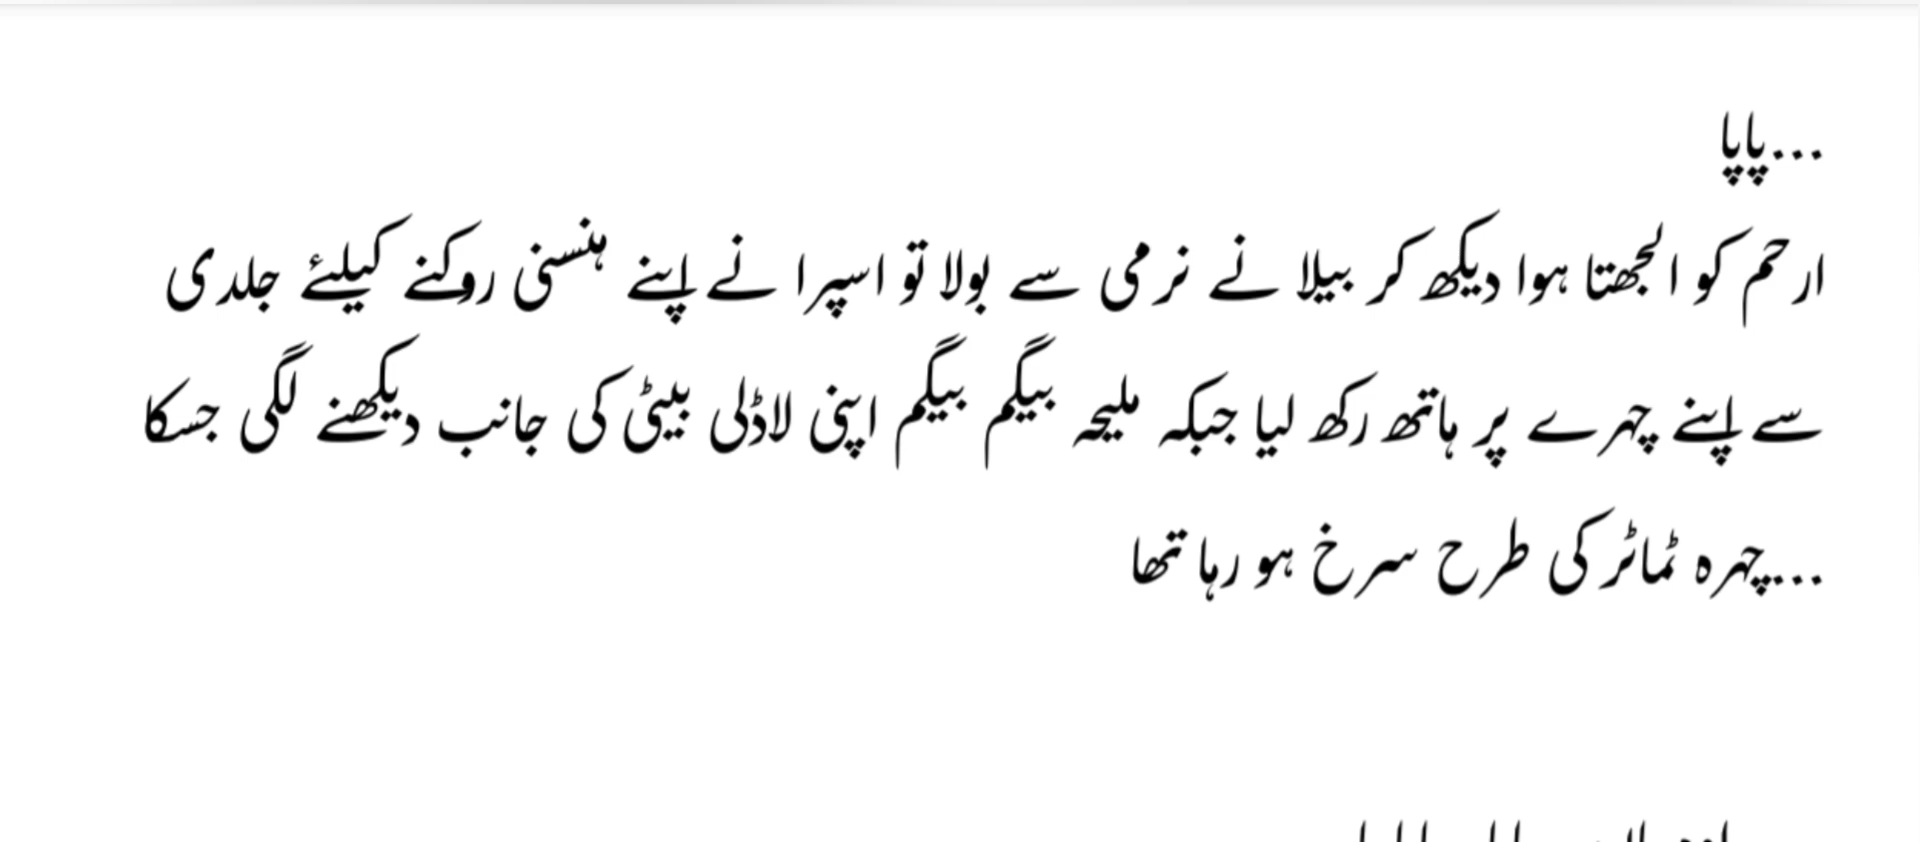 ...پاپا
ارحم کو الجھتا ہوا دیکھ کر بیلا نے نرمی سے بولا تو اسپرا نے اپنے ہنسنی روکنے کیلئے جلدی
سے اپنے چہرے پر ہاتھ رکھ لیا جبکہ ملیحہ بیگم بیگم اپنی لاڈلی بیٹی کی جانب دیکھنے لگی جسکا
...چہرہ ٹماٹر کی طرح سرخ ہو رہا تھا